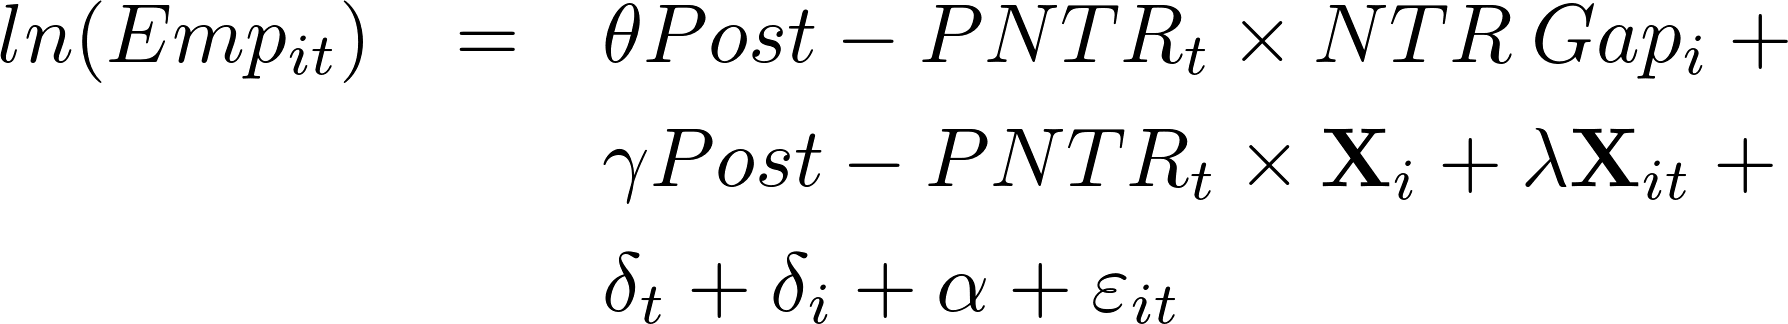 ln(Emp_{it}) = θPost − PNTR_t × NTR Gap_i +
γPost − PNTR_t × 𝐗_i + λ𝐗_{it} +
δ_t + δ_i + α + ε_{it}